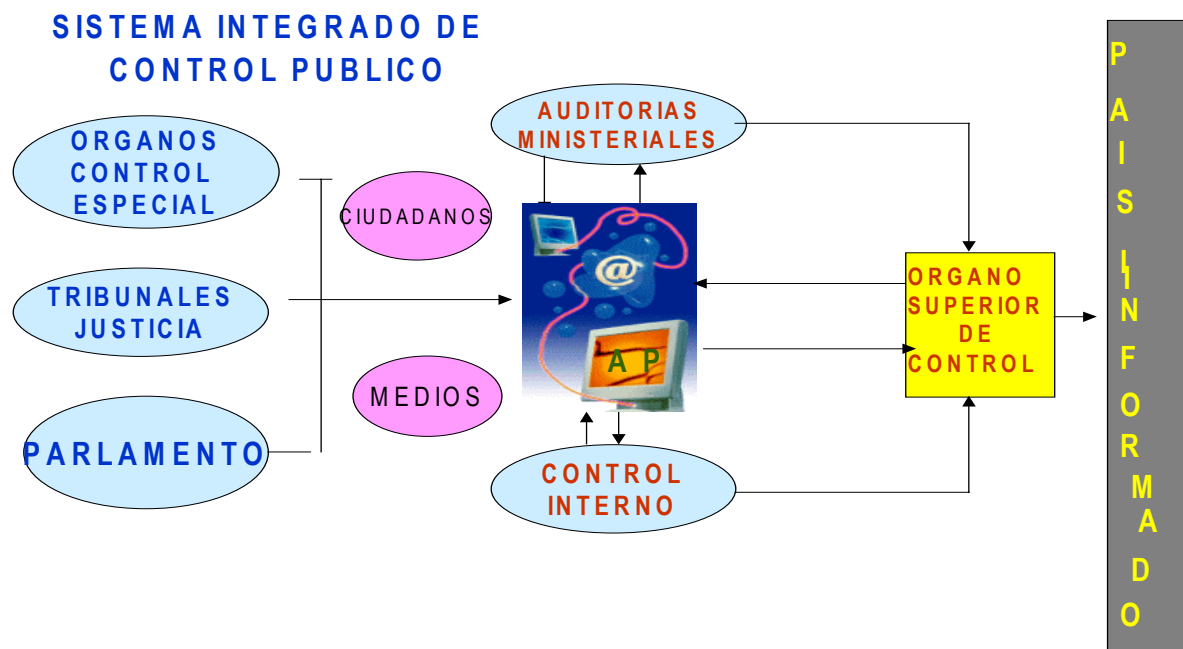 SISTEMA INTEGRADO DE
CONTROL PUBLICO
ORGANOS
CONTROL
ESPECIAL
TRIBUNALES
JUSTICIA
PARLAMENTO
CIUDADANOS
MEDIOS
AUDITORIAS
MINISTERIALES
@
A P
CONTROL
INTERNO
ORGANO
SUPERIOR
DE
CONTROL
PAIS INFORMADO